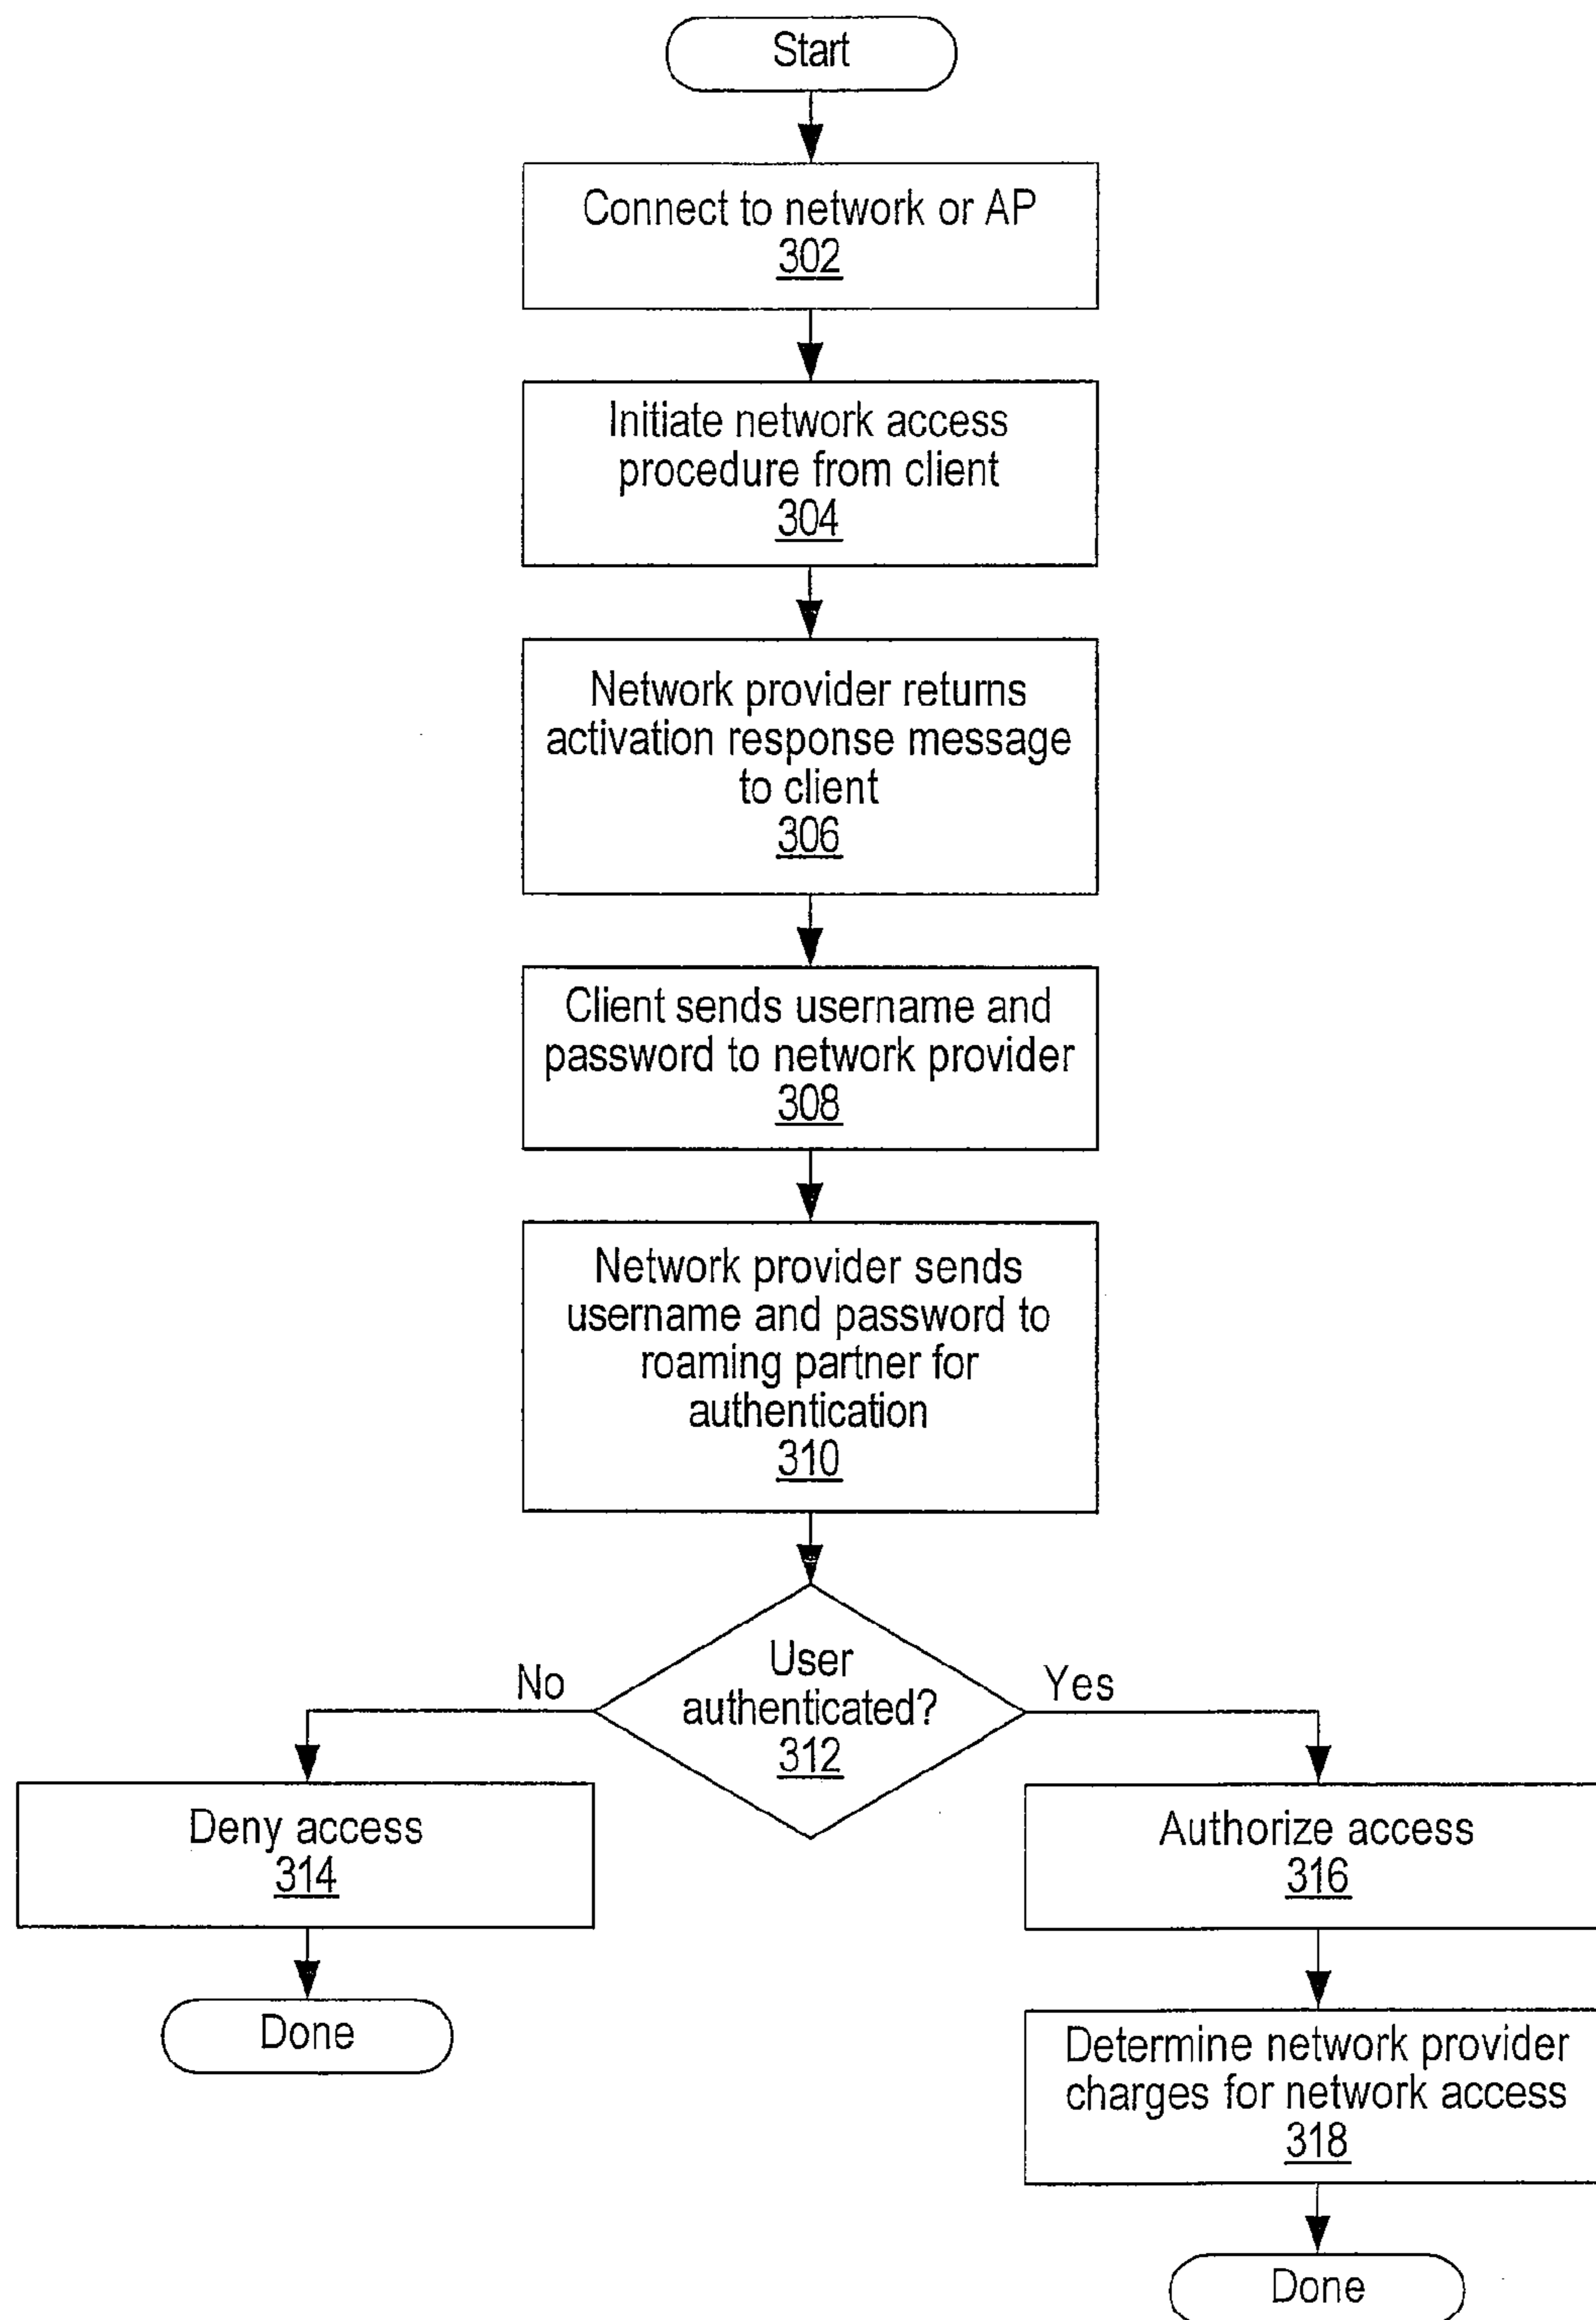 Start
Connect to network or AP
302
Initiate network access
procedure from client
304
Network provider returns
activation response message
to client
306
Client sends username and
password to network provider
308
Network provider sends
username and password to
roaming partner for
authentication
310
User
authenticated?
312
No
Yes
Deny access
314
Done
Authorize access
316
Determine network provider
charges for network access
318
Done